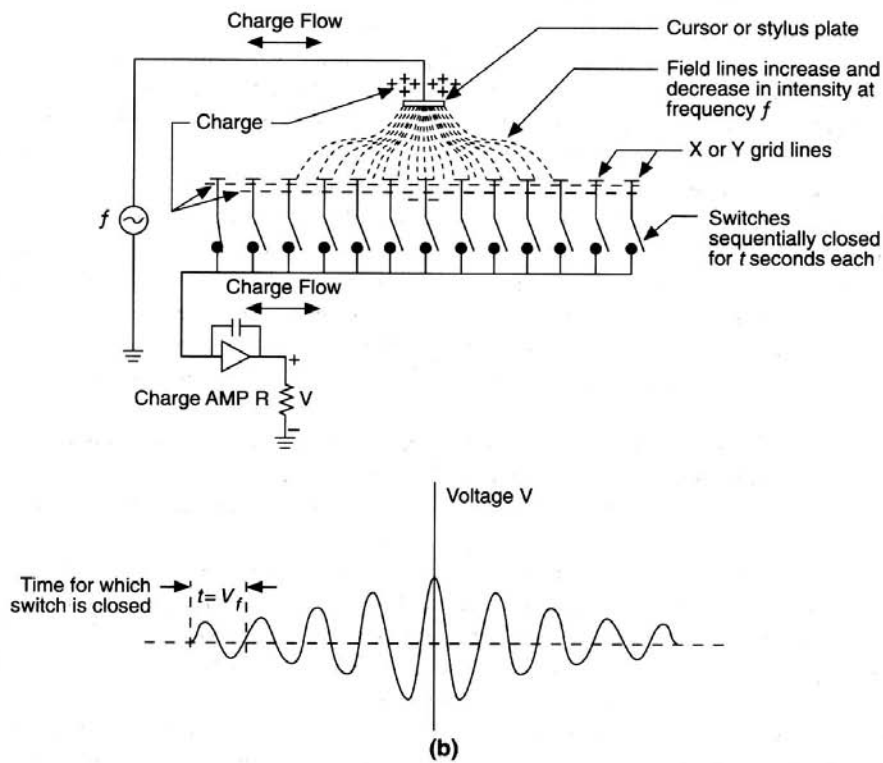 Charge Flow
Cursor or stylus plate
Field lines increase and
decrease in intensity at
frequency f
Charge
X or Y grid lines
f
Switches
sequentially closed
for t seconds each
Charge Flow
+
Charge AMP R
V
-
Voltage V
Time for which
switch is closed
t= V_f
(b)